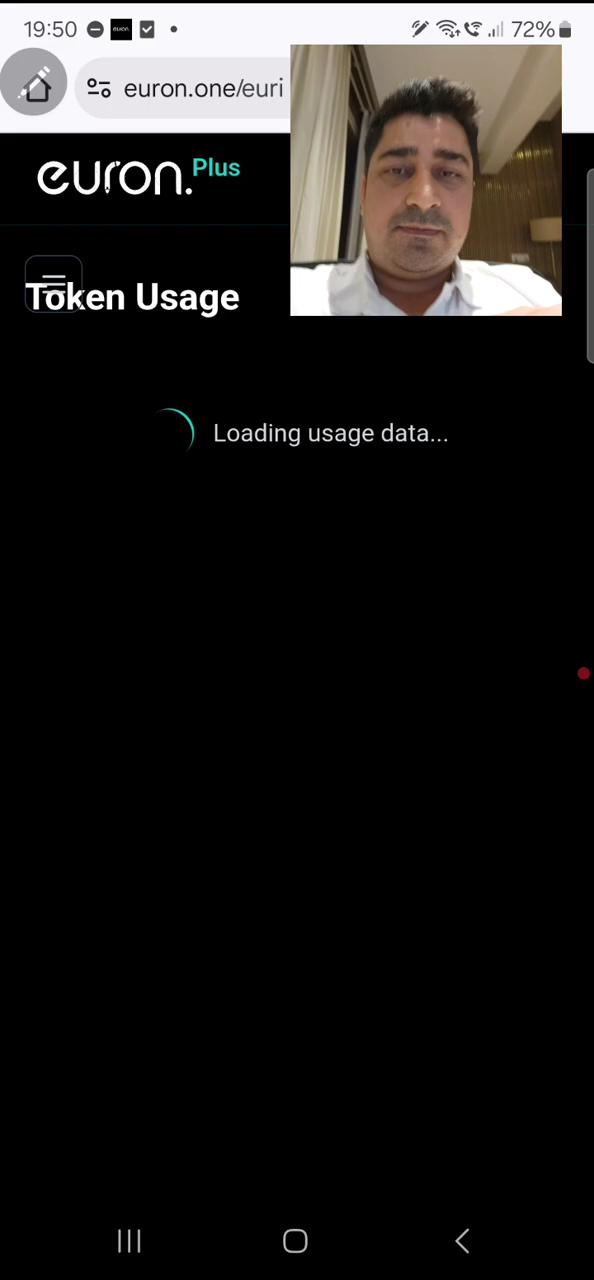 19:50
72%
euron.one/euri
euron.Plus
Token Usage
Loading usage data...